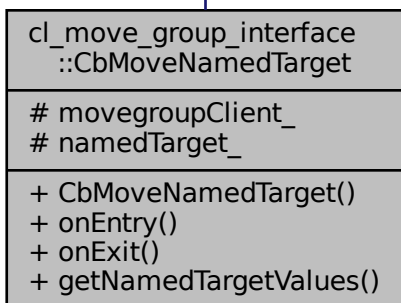 cl_move_group_interface
::CbMoveNamedTarget
# movegroupClient_
# namedTarget_
+ CbMoveNamedTarget()
+ onEntry()
+ onExit()
+ getNamedTargetValues()